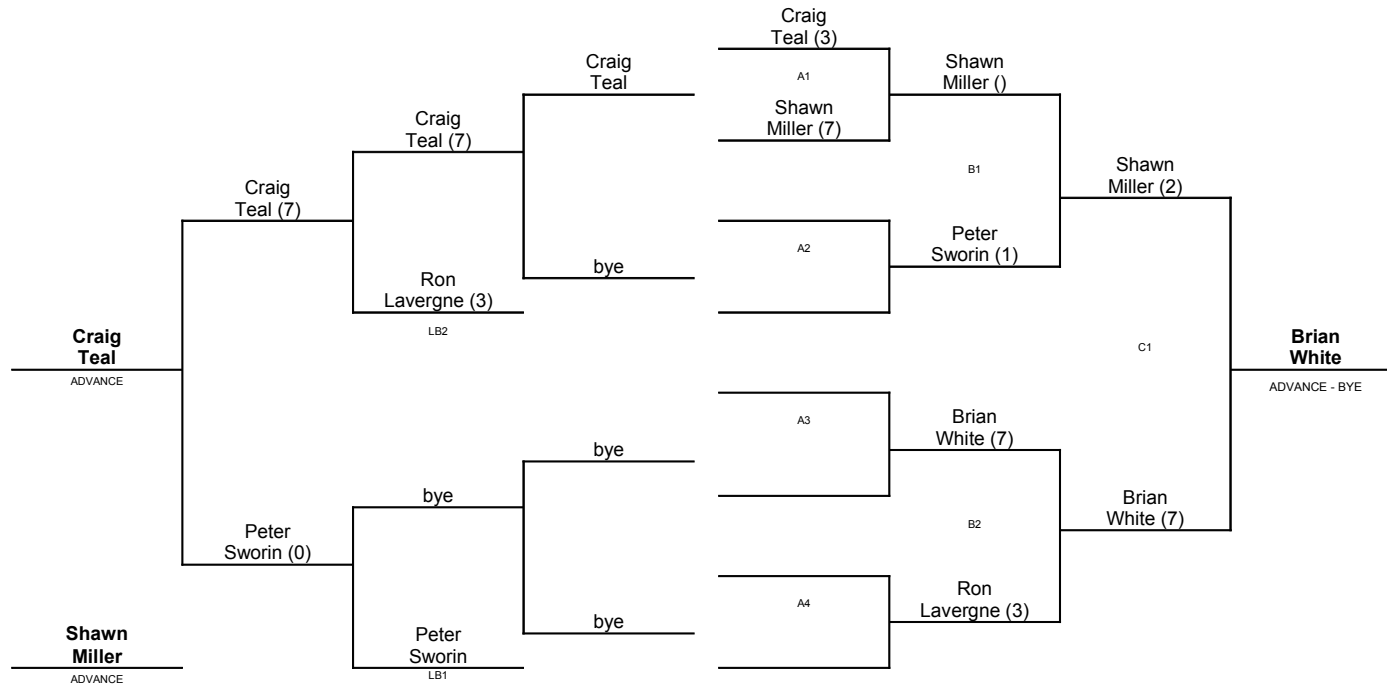 Craig
Teal (3)
Craig
Teal
A1
Shawn
Miller ()
Craig
Teal (7)
Shawn
Miller (7)
B1
Shawn
Miller (2)
Craig
Teal (7)
A2
Peter
Sworin (1)
bye
Ron
Lavergne (3)
LB2
Craig
Teal
ADVANCE
C1
Brian
White
ADVANCE - BYE
A3
Brian
White (7)
bye
bye
Brian
White (7)
Peter
Sworin (0)
B2
A4
Ron
Lavergne (3)
bye
Shawn
Miller
ADVANCE
Peter
Sworin
LB1